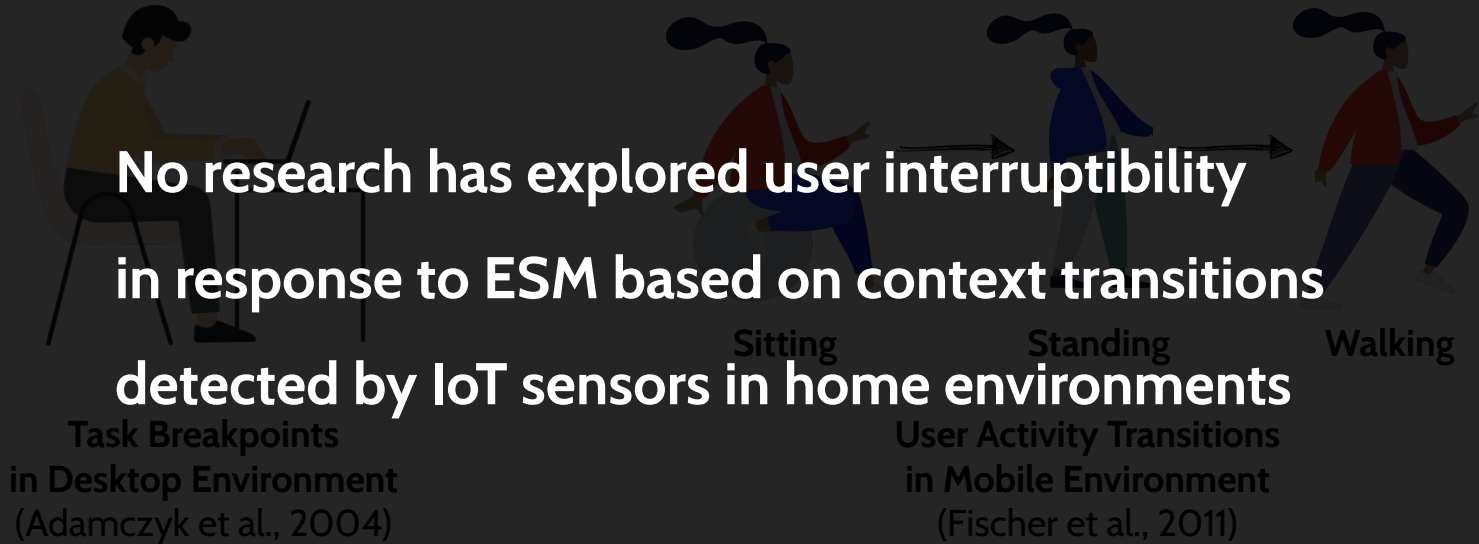 No research has explored user interruptibility
in response to ESM based on context transitions
detected by IoT sensors in home environments
Sitting
Standing
Walking
Task Breakpoints
in Desktop Environment
(Adamczyk et al., 2004)
User Activity Transitions
in Mobile Environment
(Fischer et al., 2011)